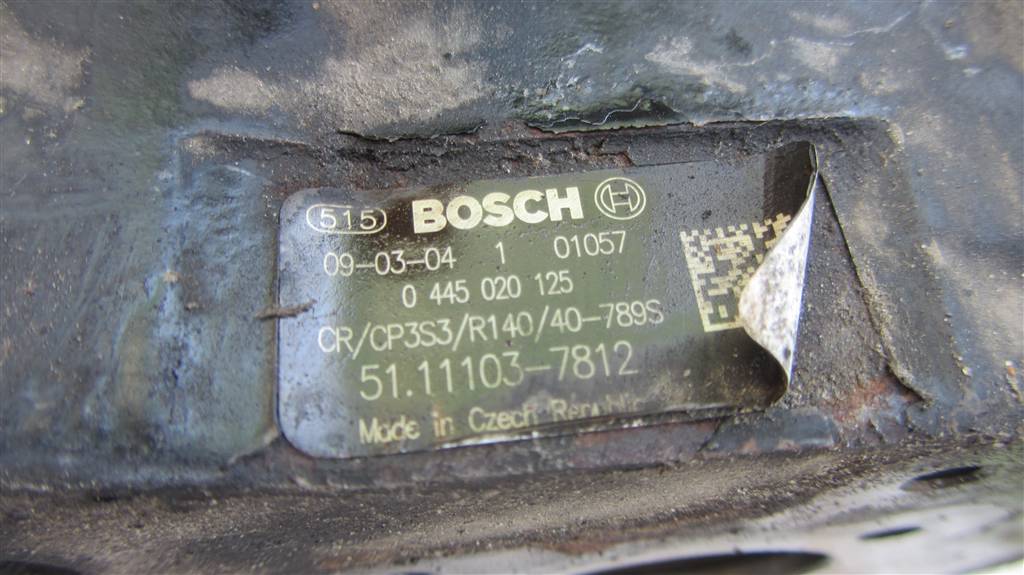 515 BOSCH
09-03-04 1 01057
0 445 020 125
CR/CP3S3/R140/40-789S
51.11103-7812
Made in Czech Republic